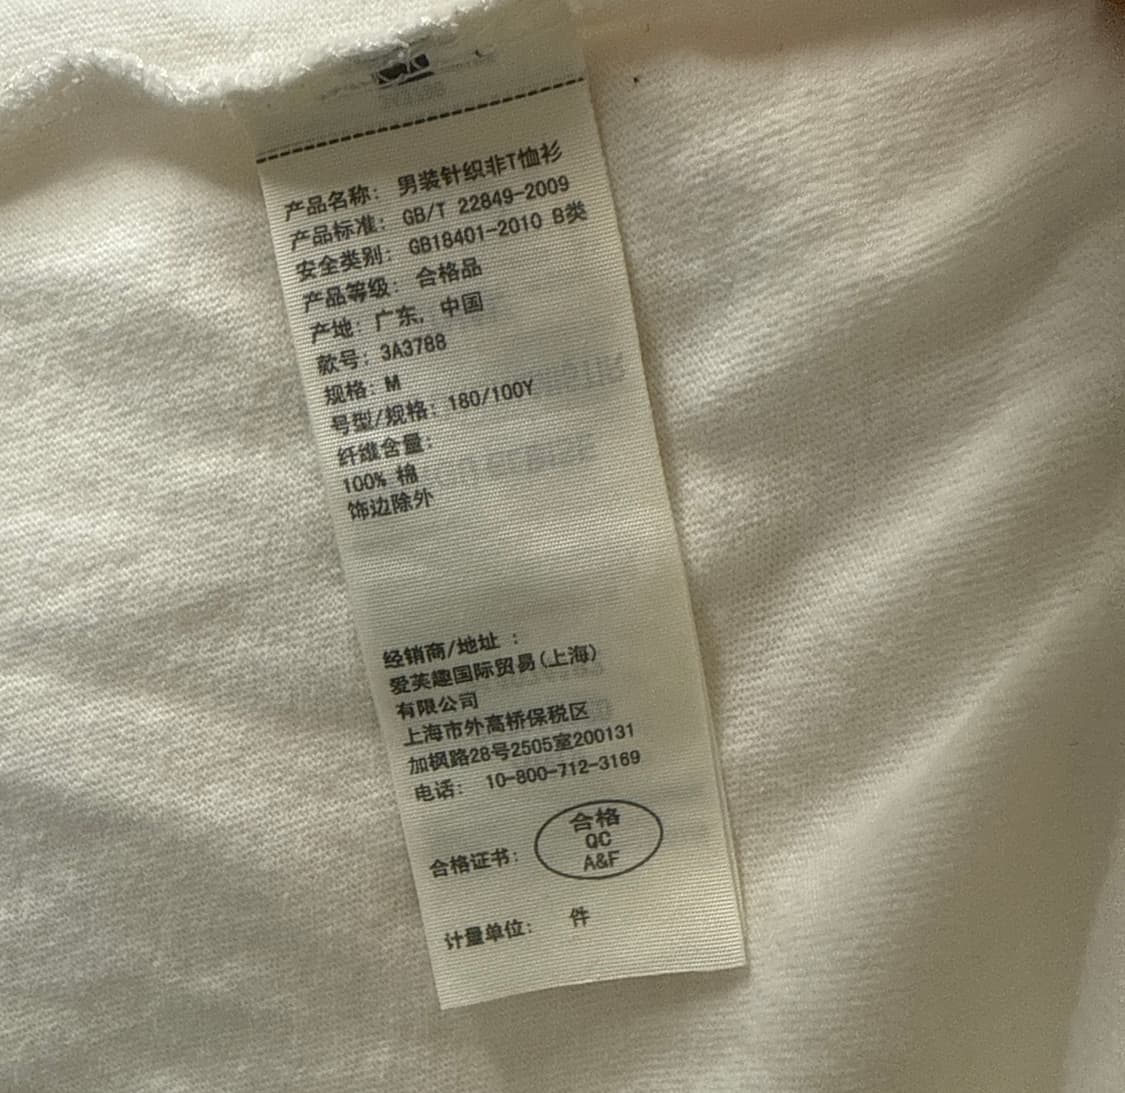 产品名称： 男装针织非T恤衫
产品标准： GB/T 22849-2009
安全类别： GB18401-2010 B类
产品等级： 合格品
产地： 广东，中国
款号： 3A3788
规格： M
号型/规格： 180/100Y
纤维含量：
100% 棉
饰边除外
经销商/地址 ：
爱芙趣国际贸易(上海)
有限公司
上海市外高桥保税区
加枫路28号2505室200131
电话： 10-800-712-3169
合格证书：
合格
QC
A&F
计量单位： 件